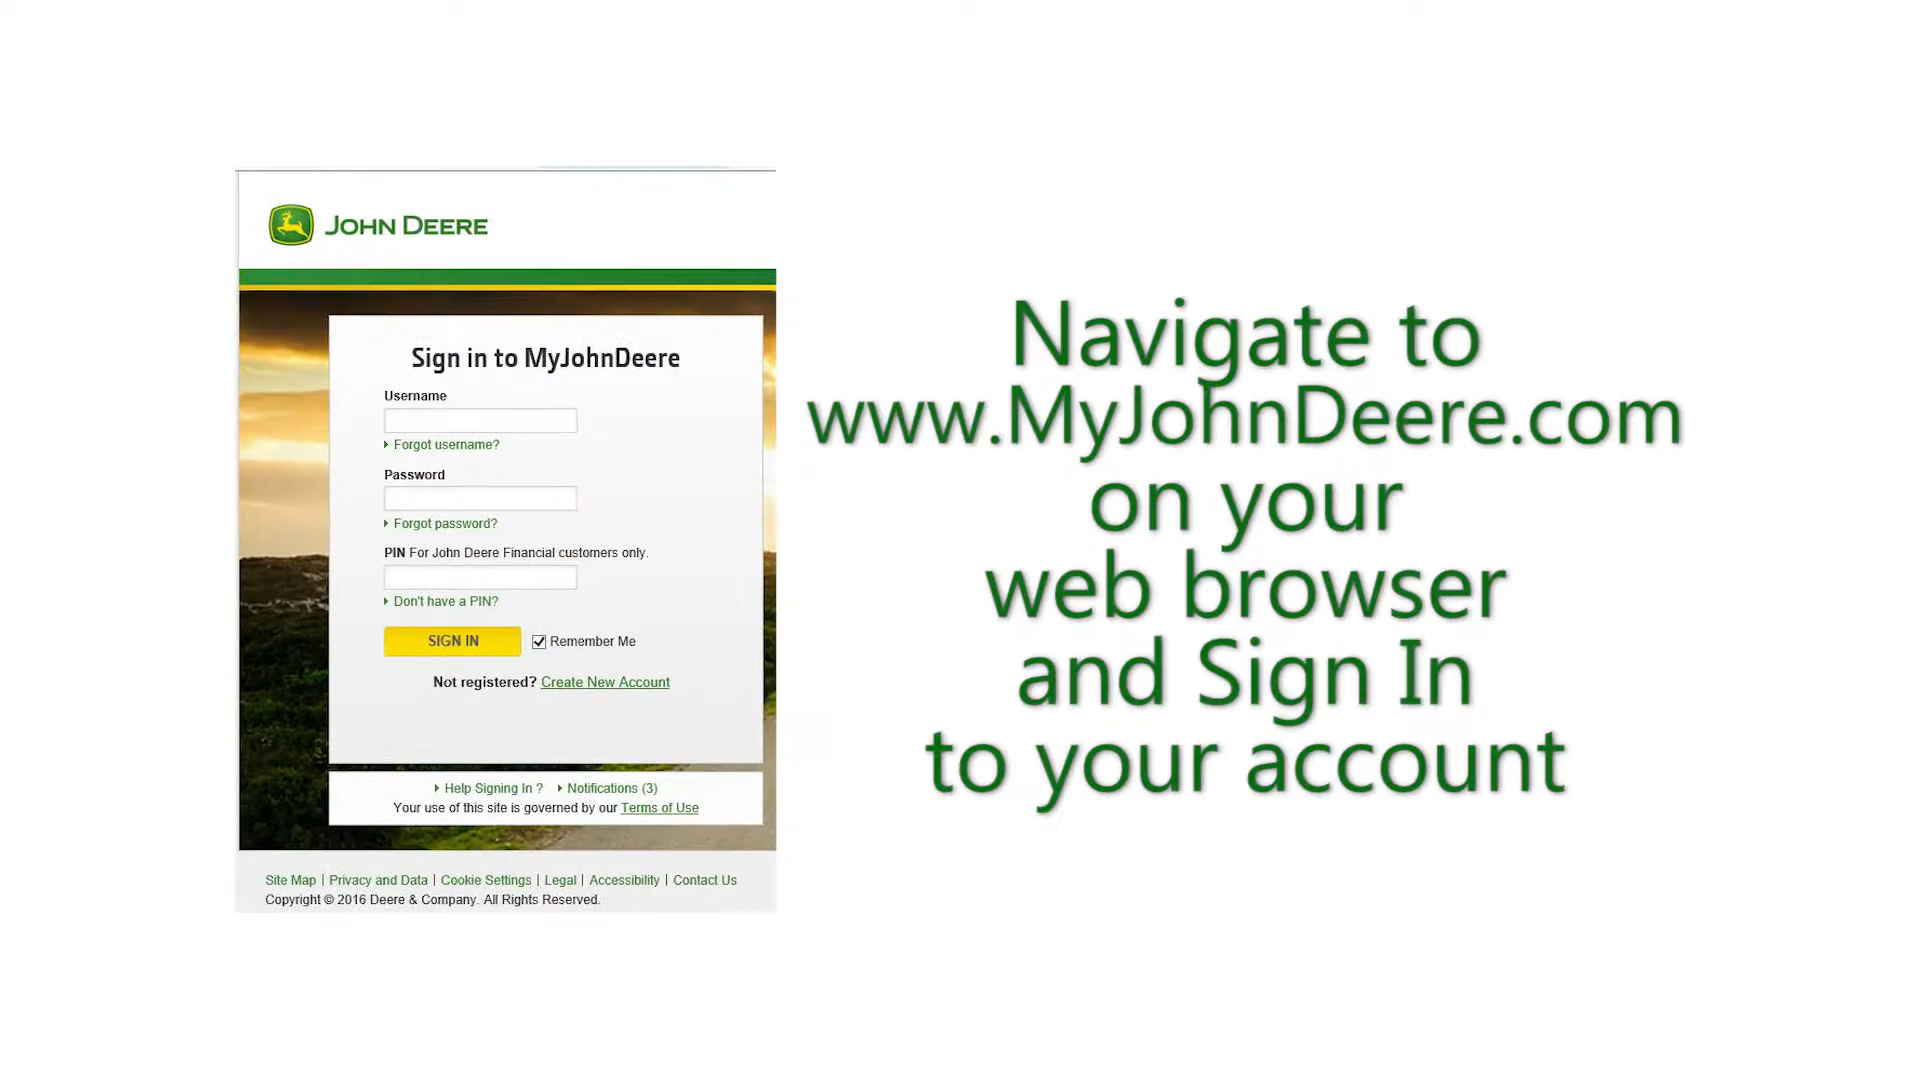 JOHN DEERE
Sign in to MyJohnDeere
Username
Forgot username?
Password
Forgot password?
PIN For John Deere Financial customers only.
Don't have a PIN?
SIGN IN Remember Me
Not registered? Create New Account
Help Signing In ? Notifications (3)
Your use of this site is governed by our Terms of Use
Site Map | Privacy and Data | Cookie Settings | Legal | Accessibility | Contact Us
Copyright © 2016 Deere & Company. All Rights Reserved.
Navigate to
www.MyJohnDeere.com
on your
web browser
and Sign In
to your account